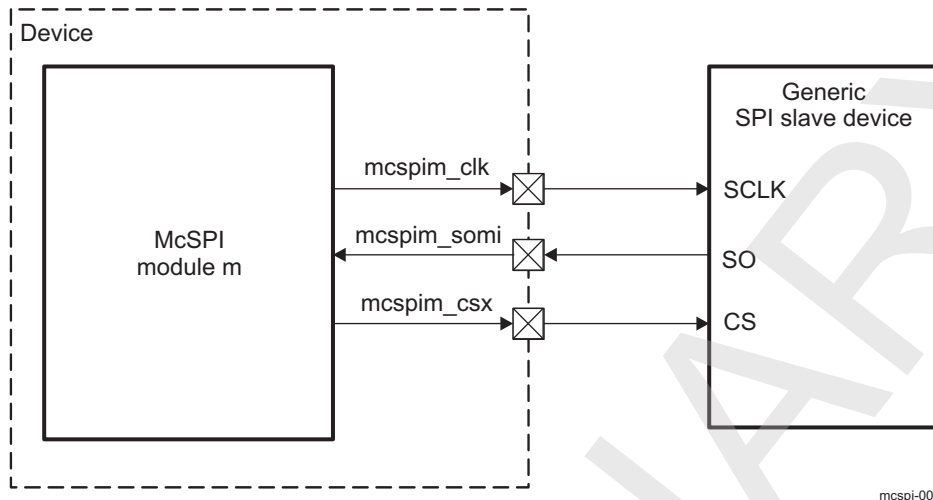 Device
Generic
SPI slave device
mcspim_clk
SCLK
McSPI
module m
mcspim_somi
SO
mcspim_csx
CS
mcspi-00